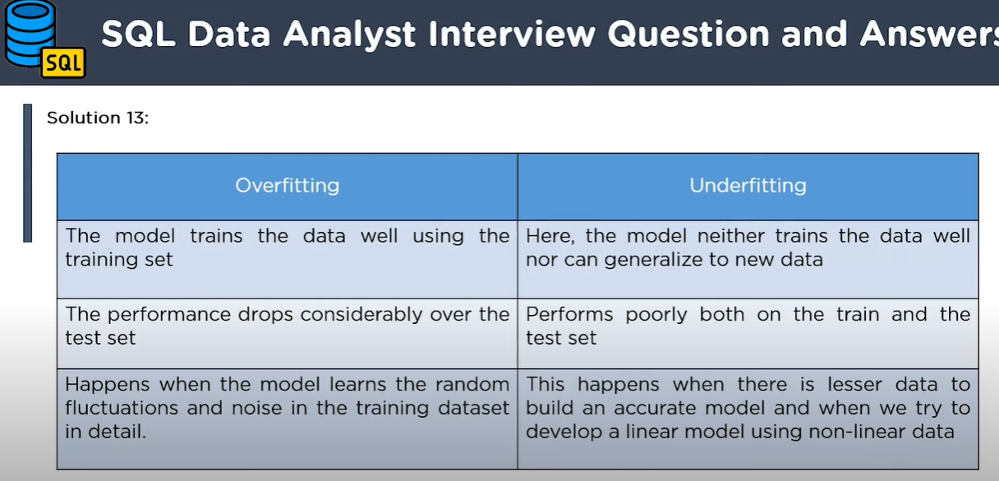 SQL Data Analyst Interview Question and Answers
SQL
Solution 13:
Overfitting
Underfitting
The model trains the data well using the
training set
Here, the model neither trains the data well
nor can generalize to new data
The performance drops considerably over the
test set
Performs poorly both on the train and the
test set
Happens when the model learns the random
fluctuations and noise in the training dataset
in detail.
This happens when there is lesser data to
build an accurate model and when we try to
develop a linear model using non-linear data